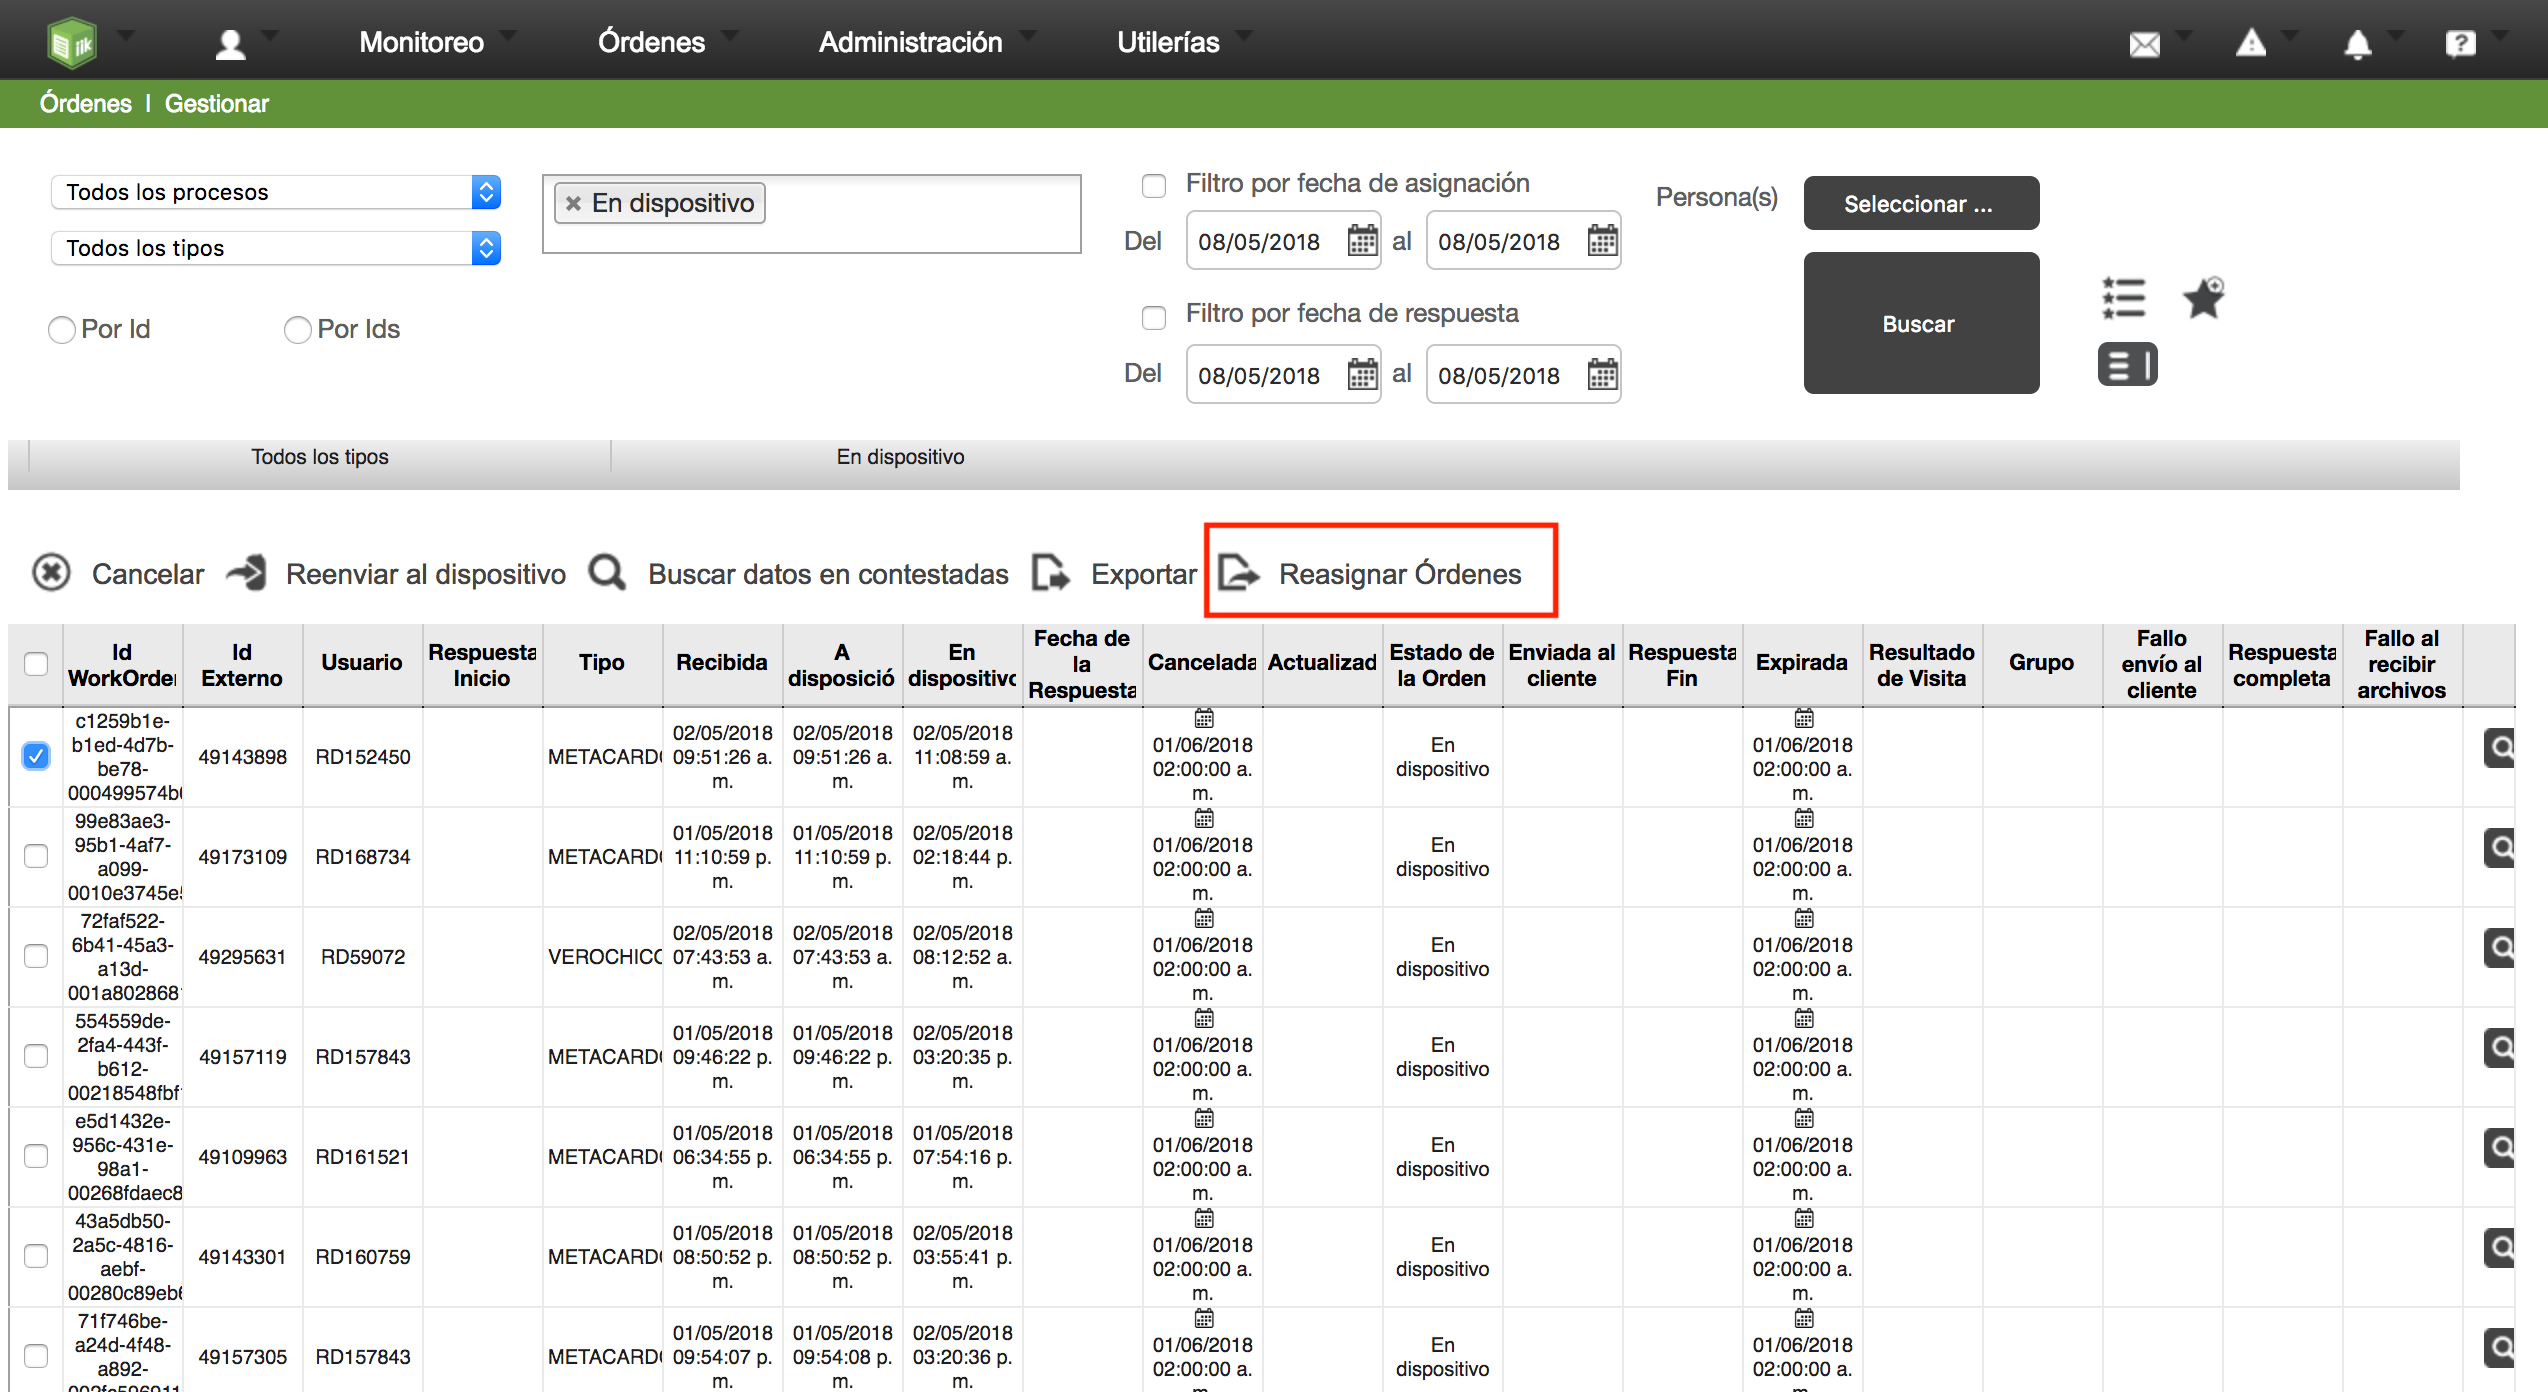 iik Monitoreo Órdenes Administración Utilerías
Órdenes | Gestionar
Todos los procesos
Todos los tipos
Por Id Por Ids
× En dispositivo
Filtro por fecha de asignación
Del 08/05/2018 al 08/05/2018
Filtro por fecha de respuesta
Del 08/05/2018 al 08/05/2018
Persona(s) Seleccionar ...
Buscar
Todos los tipos En dispositivo
Cancelar Reenviar al dispositivo Buscar datos en contestadas Exportar Reasignar Órdenes
Id WorkOrder Id Externo Usuario Respuesta Inicio Tipo Recibida A disposició En dispositivo Fecha de la Respuesta Cancelada Actualizad Estado de la Orden Enviada al cliente Respuesta Fin Expirada Resultado de Visita Grupo Fallo envío al cliente Respuesta completa Fallo al recibir archivos
c1259b1e-b1ed-4d7b-be78-000499574b 49143898 RD152450 METACARD 02/05/2018 09:51:26 a. m. 02/05/2018 09:51:26 a. m. 02/05/2018 11:08:59 a. m. 01/06/2018 02:00:00 a. m. En dispositivo 01/06/2018 02:00:00 a. m.
99e83ae3-95b1-4af7-a099-0010e3745e 49173109 RD168734 METACARD 01/05/2018 11:10:59 p. m. 01/05/2018 11:10:59 p. m. 02/05/2018 02:18:44 p. m. 01/06/2018 02:00:00 a. m. En dispositivo 01/06/2018 02:00:00 a. m.
72faf522-6b41-45a3-a13d-001a802868 49295631 RD59072 VEROCHIC 02/05/2018 07:43:53 a. m. 02/05/2018 07:43:53 a. m. 02/05/2018 08:12:52 a. m. 01/06/2018 02:00:00 a. m. En dispositivo 01/06/2018 02:00:00 a. m.
554559de-2fa4-443f-b612-00218548fbf 49157119 RD157843 METACARD 01/05/2018 09:46:22 p. m. 01/05/2018 09:46:22 p. m. 02/05/2018 03:20:35 p. m. 01/06/2018 02:00:00 a. m. En dispositivo 01/06/2018 02:00:00 a. m.
e5d1432e-956c-431e-98a1-00268fdaec8 49109963 RD161521 METACARD 01/05/2018 06:34:55 p. m. 01/05/2018 06:34:55 p. m. 01/05/2018 07:54:16 p. m. 01/06/2018 02:00:00 a. m. En dispositivo 01/06/2018 02:00:00 a. m.
43a5db50-2a5c-4816-aebf-00280c89eb 49143301 RD160759 METACARD 01/05/2018 08:50:52 p. m. 01/05/2018 08:50:52 p. m. 02/05/2018 03:55:41 p. m. 01/06/2018 02:00:00 a. m. En dispositivo 01/06/2018 02:00:00 a. m.
71f746be-a24d-4f48-a892- 49157305 RD157843 METACARD 01/05/2018 09:54:07 p. m. 01/05/2018 09:54:08 p. m. 02/05/2018 03:20:36 p. m. 01/06/2018 02:00:00 a. En dispositivo 01/06/2018 02:00:00 a.